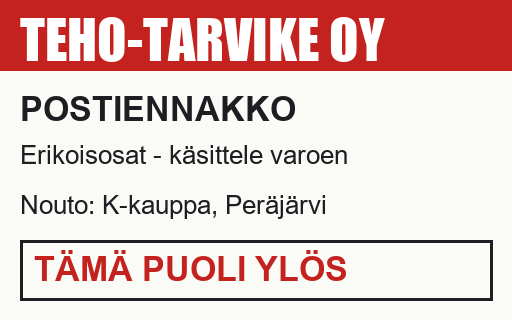 TEHO-TARVIKE OY
POSTIENNAKKO
Erikoisosat - käsittele varoen
Nouto: K-kauppa, Peräjärvi
TÄMÄ PUOLI YLÖS